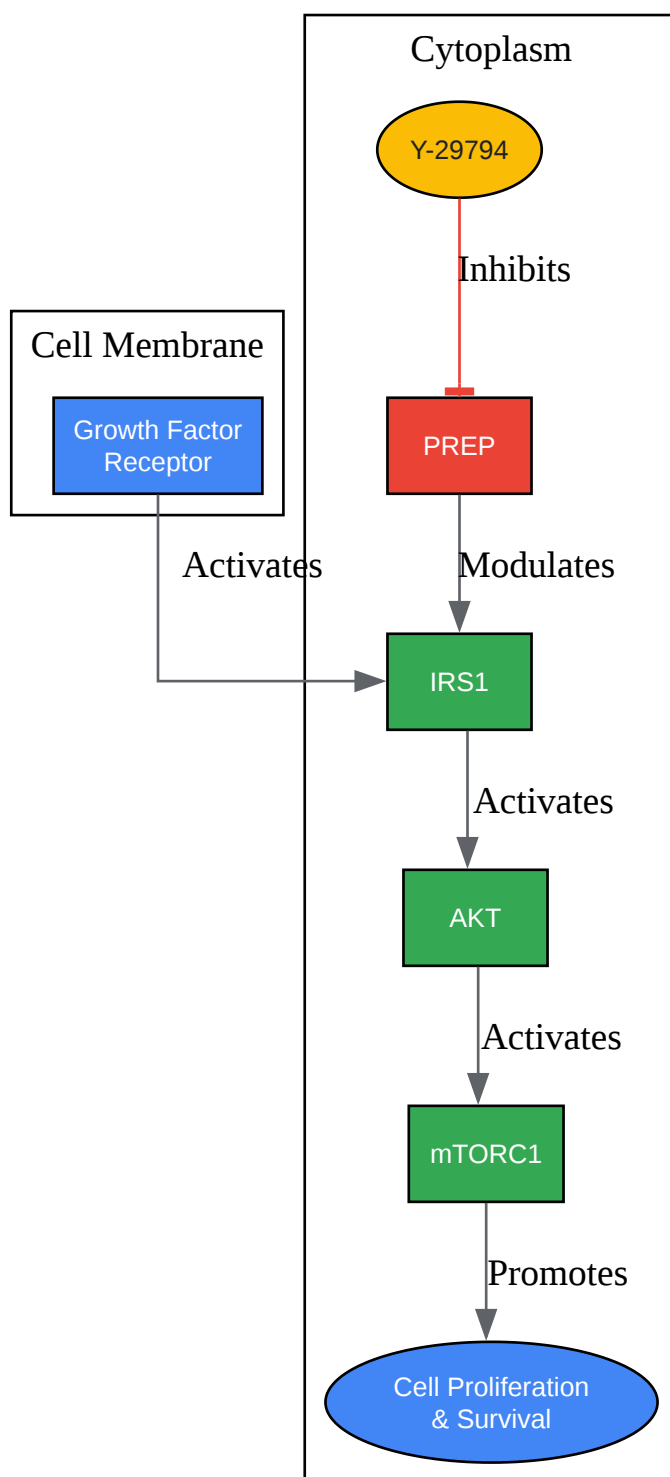 Cytoplasm
Y-29794
Inhibits
Cell Membrane
Growth Factor
Receptor
PREP
Activates
Modulates
IRS1
Activates
AKT
Activates
mTORC1
Promotes
Cell Proliferation
& Survival